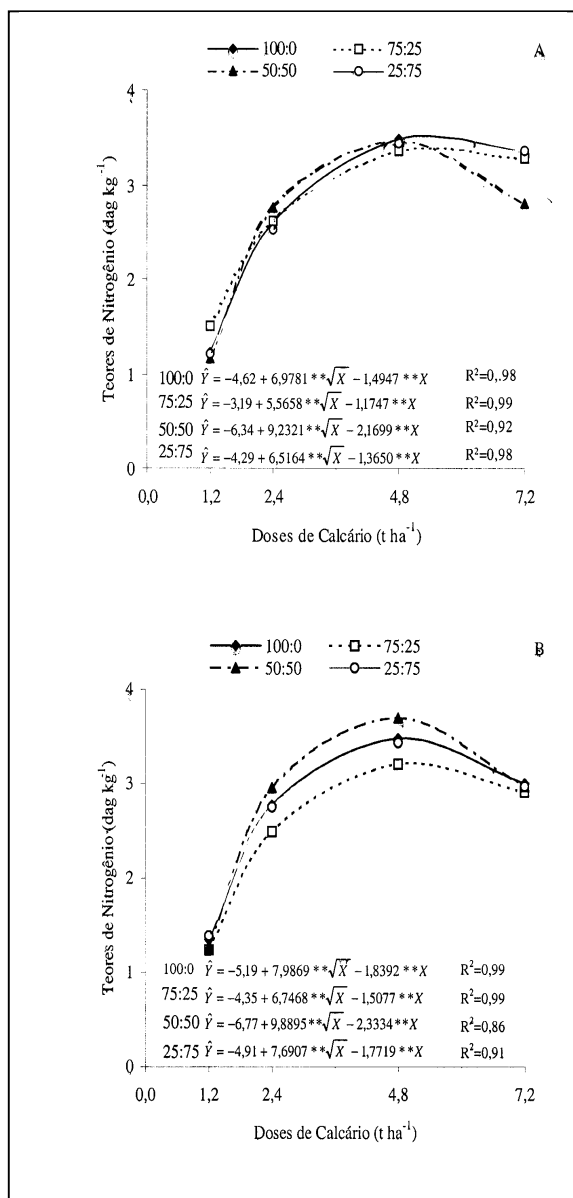 100:0 75:25 A
50:50 25:75
Teores de Nitrogênio (dag kg⁻¹)
4
3
2
1
0
100:0 Ŷ = −4,62 + 6,9781 **√X − 1,4947 **X R²=0,.98
75:25 Ŷ = −3,19 + 5,5658 **√X − 1,1747 **X R²=0,99
50:50 Ŷ = −6,34 + 9,2321 **√X − 2,1699 **X R²=0,92
25:75 Ŷ = −4,29 + 6,5164 **√X − 1,3650 **X R²=0,98
0,0 1,2 2,4 4,8 7,2
Doses de Calcário (t ha⁻¹)
100:0 75:25 B
50:50 25:75
Teores de Nitrogênio (dag kg⁻¹)
4
3
2
1
0
100:0 Ŷ = −5,19 + 7,9869 **√X − 1,8392 **X R²=0,99
75:25 Ŷ = −4,35 + 6,7468 **√X − 1,5077 **X R²=0,99
50:50 Ŷ = −6,77 + 9,8895 **√X − 2,3334 **X R²=0,86
25:75 Ŷ = −4,91 + 7,6907 **√X − 1,7719 **X R²=0,91
0,0 1,2 2,4 4,8 7,2
Doses de Calcário (t ha⁻¹)